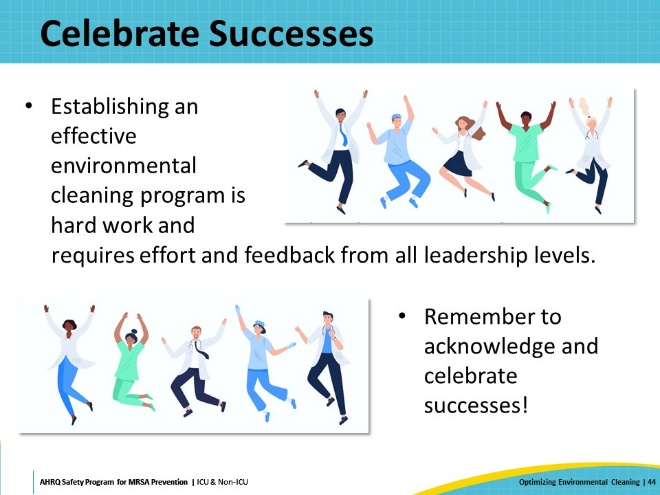 Celebrate Successes
• Establishing an
effective
environmental
cleaning program is
hard work and
requires effort and feedback from all leadership levels.
• Remember to
acknowledge and
celebrate
successes!
AHRQ Safety Program for MRSA Prevention | ICU & Non-ICU
Optimizing Environmental Cleaning | 44